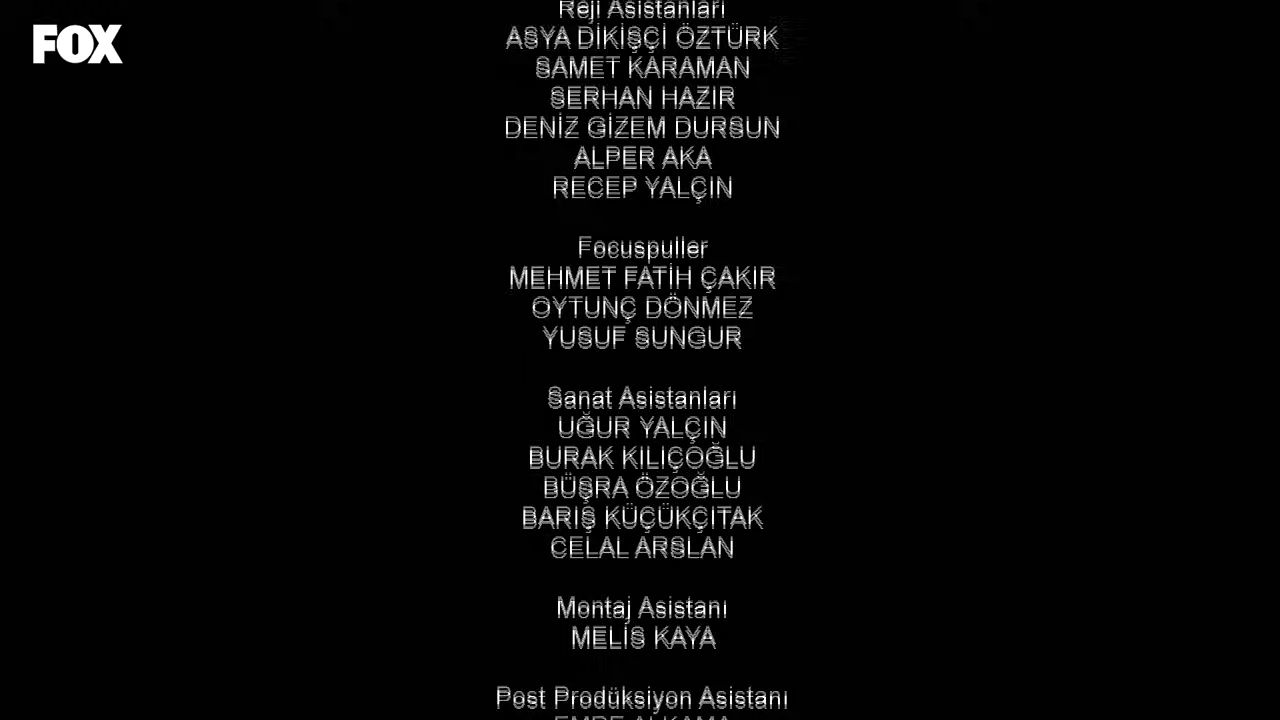 FOX
Reji Asistanları
ASYA DİKİŞÇİ ÖZTÜRK
SAMET KARAMAN
SERHAN HAZIR
DENİZ GİZEM DURSUN
ALPER AKA
RECEP YALÇIN
Focuspuller
MEHMET FATİH ÇAKIR
OYTUNÇ DÖNMEZ
YUSUF SUNGUR
Sanat Asistanları
UĞUR YALÇIN
BURAK KILIÇOĞLU
BÜŞRA ÖZOĞLU
BARIŞ KÜÇÜKÇITAK
CELAL ARSLAN
Montaj Asistanı
MELİS KAYA
Post Prodüksiyon Asistanı
EMRE